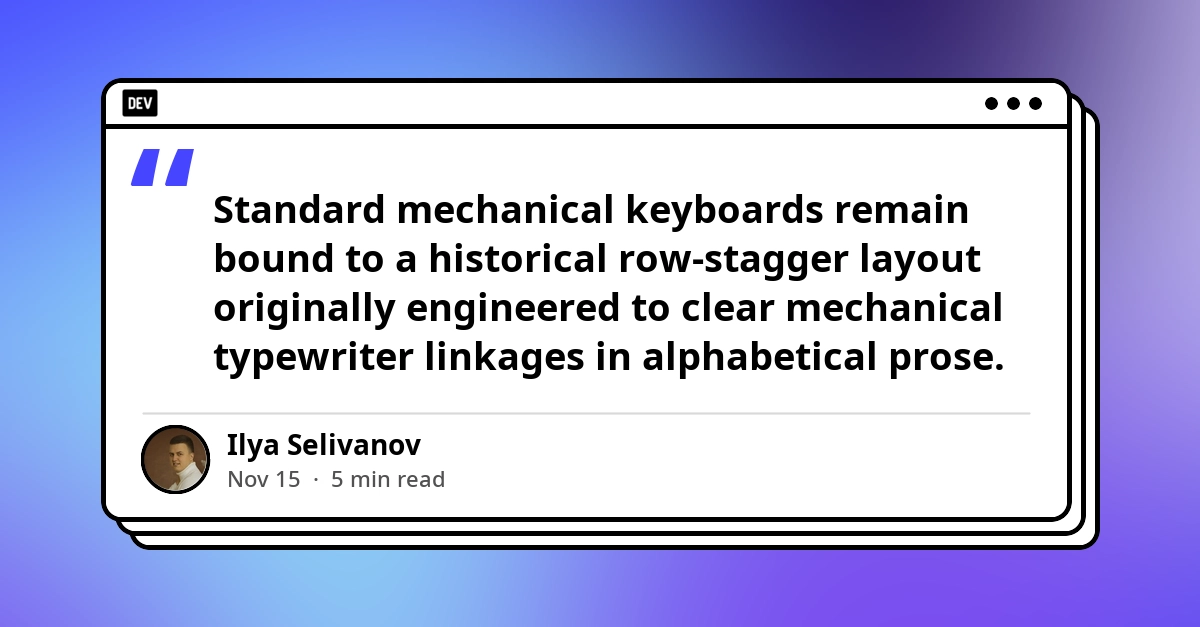 DEV
Standard mechanical keyboards remain
bound to a historical row-stagger layout
originally engineered to clear mechanical
typewriter linkages in alphabetical prose.
Ilya Selivanov
Nov 15 · 5 min read